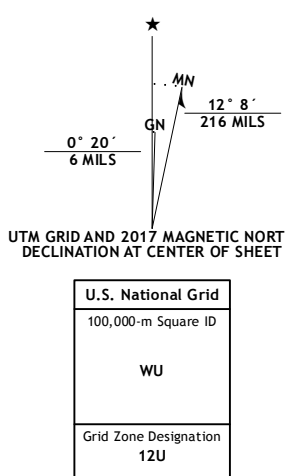 MN
12° 8´
216 MILS
GN
0° 20´
6 MILS
UTM GRID AND 2017 MAGNETIC NORT
DECLINATION AT CENTER OF SHEET
U.S. National Grid
100,000-m Square ID
WU
Grid Zone Designation
12U